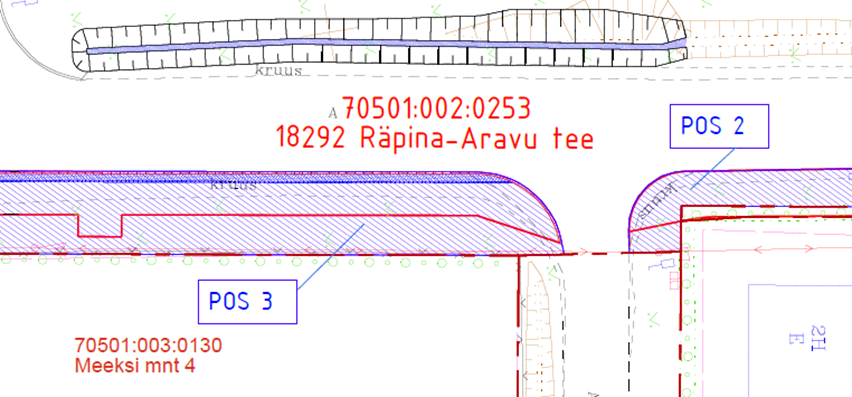 kruus
A 70501:002:0253
18292 Räpina-Aravu tee
POS 2
kruus
kruus
POS 3
2H
E
70501:003:0130
Meeksi mnt 4